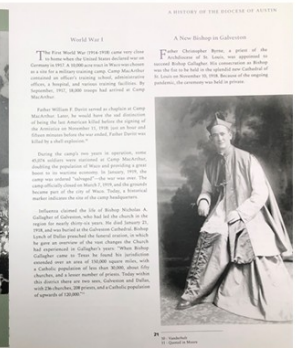 A HISTORY OF THE DIOCESE OF AUSTIN
World War I
The First World War (1914-1918) came very close
to home when the United States declared war on
Germany in 1917. A 10,000-acre tract in Waco was chosen
as a site for a military training camp. Camp MacArthur
contained an officer's training school, administrative
offices, a hospital, and various training facilities. By
September, 1917, 18,000 troops had arrived at Camp
MacArthur.
Father William F. Davitt served as chaplain at Camp
MacArthur. Later, he would have the sad distinction
of being the last American killed before the signing of
the Armistice on November 11, 1918: just an hour and
fifteen minutes before the war ended, Father Davitt was
killed by a shell explosion.
During the camp's two years in operation, some
45,074 soldiers were stationed at Camp MacArthur,
doubling the population of Waco and providing a great
boost to its wartime economy. In January, 1919, the
camp was ordered "salvaged"—the war was over. The
camp officially closed on March 7, 1919, and the grounds
became part of the city of Waco. Today, a historical
marker indicates the site of the camp headquarters.
Influenza claimed the life of Bishop Nicholas A.
Gallagher of Galveston, who had led the church in the
region for nearly thirty-six years. He died January 21,
1918, and was buried at the Galveston Cathedral. Bishop
Lynch of Dallas preached the funeral oration, in which
he gave an overview of the vast changes the Church
had experienced in Gallagher's years: "When Bishop
Gallagher came to Texas he found his jurisdiction
extended over an area of 150,000 square miles, with
a Catholic population of less than 30,000, about fifty
churches, and a lesser number of priests. Today within
this district there are two sees, Galveston and Dallas,
with 236 churches, 208 priests, and a Catholic population
of upwards of 120,000."
A New Bishop in Galveston
Father Christopher Byrne, a priest of the
Archdiocese of St. Louis, was appointed to
succeed Bishop Gallagher. His consecration as Bishop
was the first to be held in the splendid new Cathedral of
St. Louis on November 10, 1918. Because of the ongoing
pandemic, the ceremony was held in private.
21